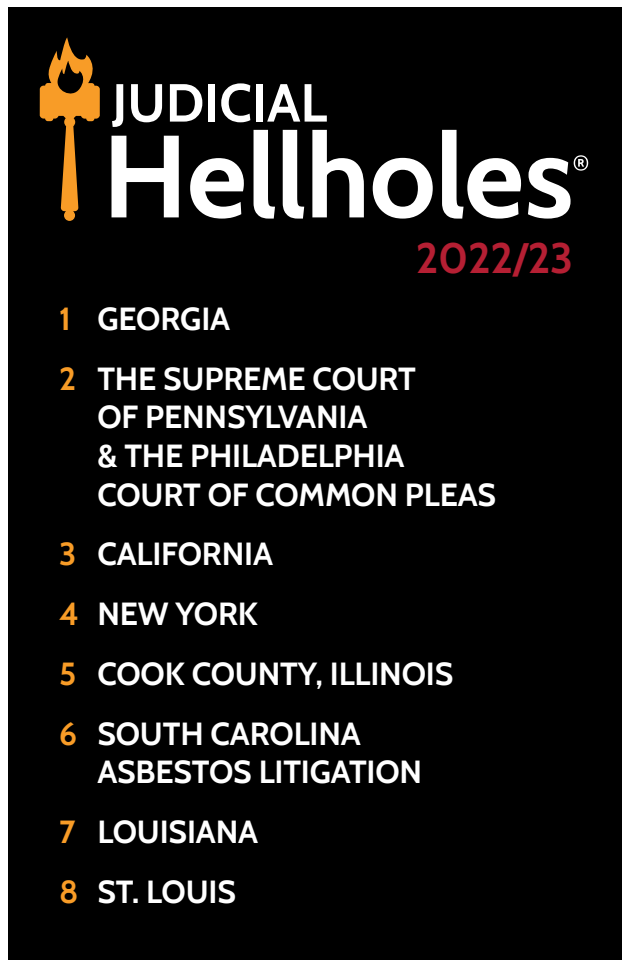 JUDICIAL
Hellholes®
2022/23
1 GEORGIA
2 THE SUPREME COURT
OF PENNSYLVANIA
& THE PHILADELPHIA
COURT OF COMMON PLEAS
3 CALIFORNIA
4 NEW YORK
5 COOK COUNTY, ILLINOIS
6 SOUTH CAROLINA
ASBESTOS LITIGATION
7 LOUISIANA
8 ST. LOUIS